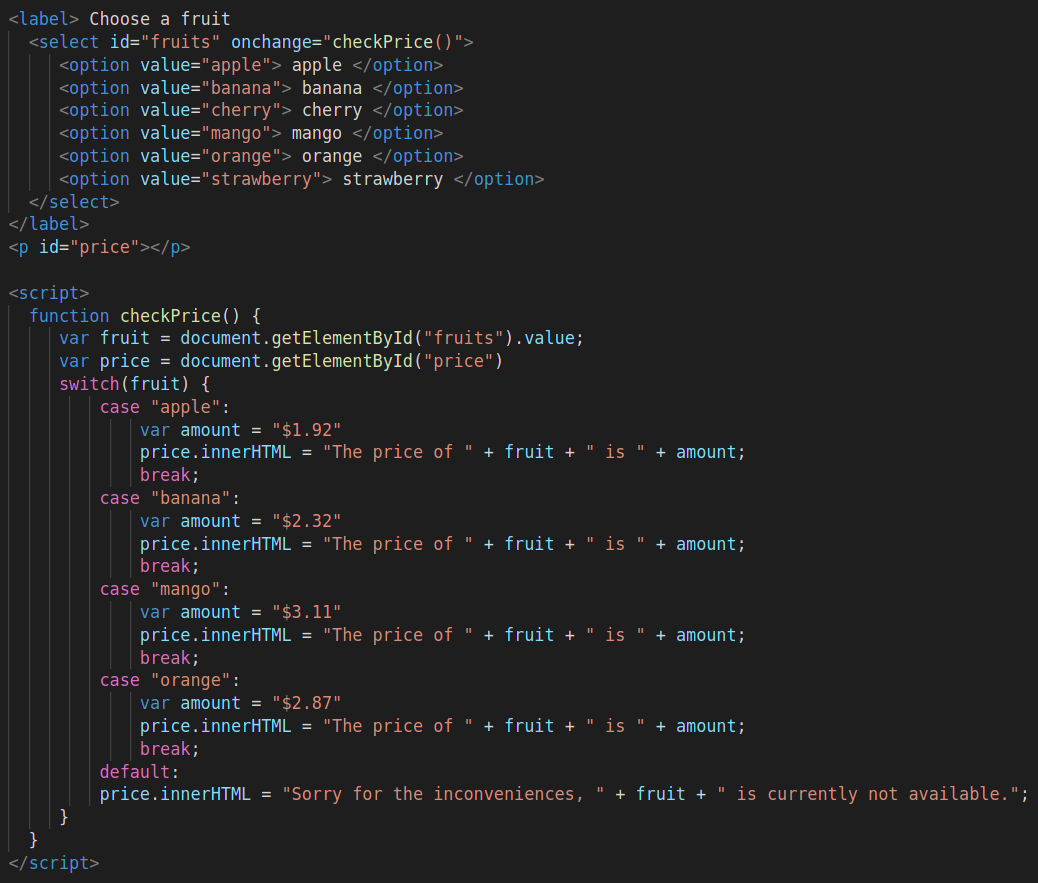 <label> Choose a fruit
  <select id="fruits" onchange="checkPrice()">
     <option value="apple"> apple </option>
     <option value="banana"> banana </option>
     <option value="cherry"> cherry </option>
     <option value="mango"> mango </option>
     <option value="orange"> orange </option>
     <option value="strawberry"> strawberry </option>
  </select>
</label>
<p id="price"></p>

<script>
  function checkPrice() {
     var fruit = document.getElementById("fruits").value;
     var price = document.getElementById("price")
     switch(fruit) {
         case "apple":
             var amount = "$1.92"
             price.innerHTML = "The price of " + fruit + " is " + amount;
             break;
         case "banana":
             var amount = "$2.32"
             price.innerHTML = "The price of " + fruit + " is " + amount;
             break;
         case "mango":
             var amount = "$3.11"
             price.innerHTML = "The price of " + fruit + " is " + amount;
             break;
         case "orange":
             var amount = "$2.87"
             price.innerHTML = "The price of " + fruit + " is " + amount;
             break;
         default:
         price.innerHTML = "Sorry for the inconveniences, " + fruit + " is currently not available.";
     }
  }
</script>